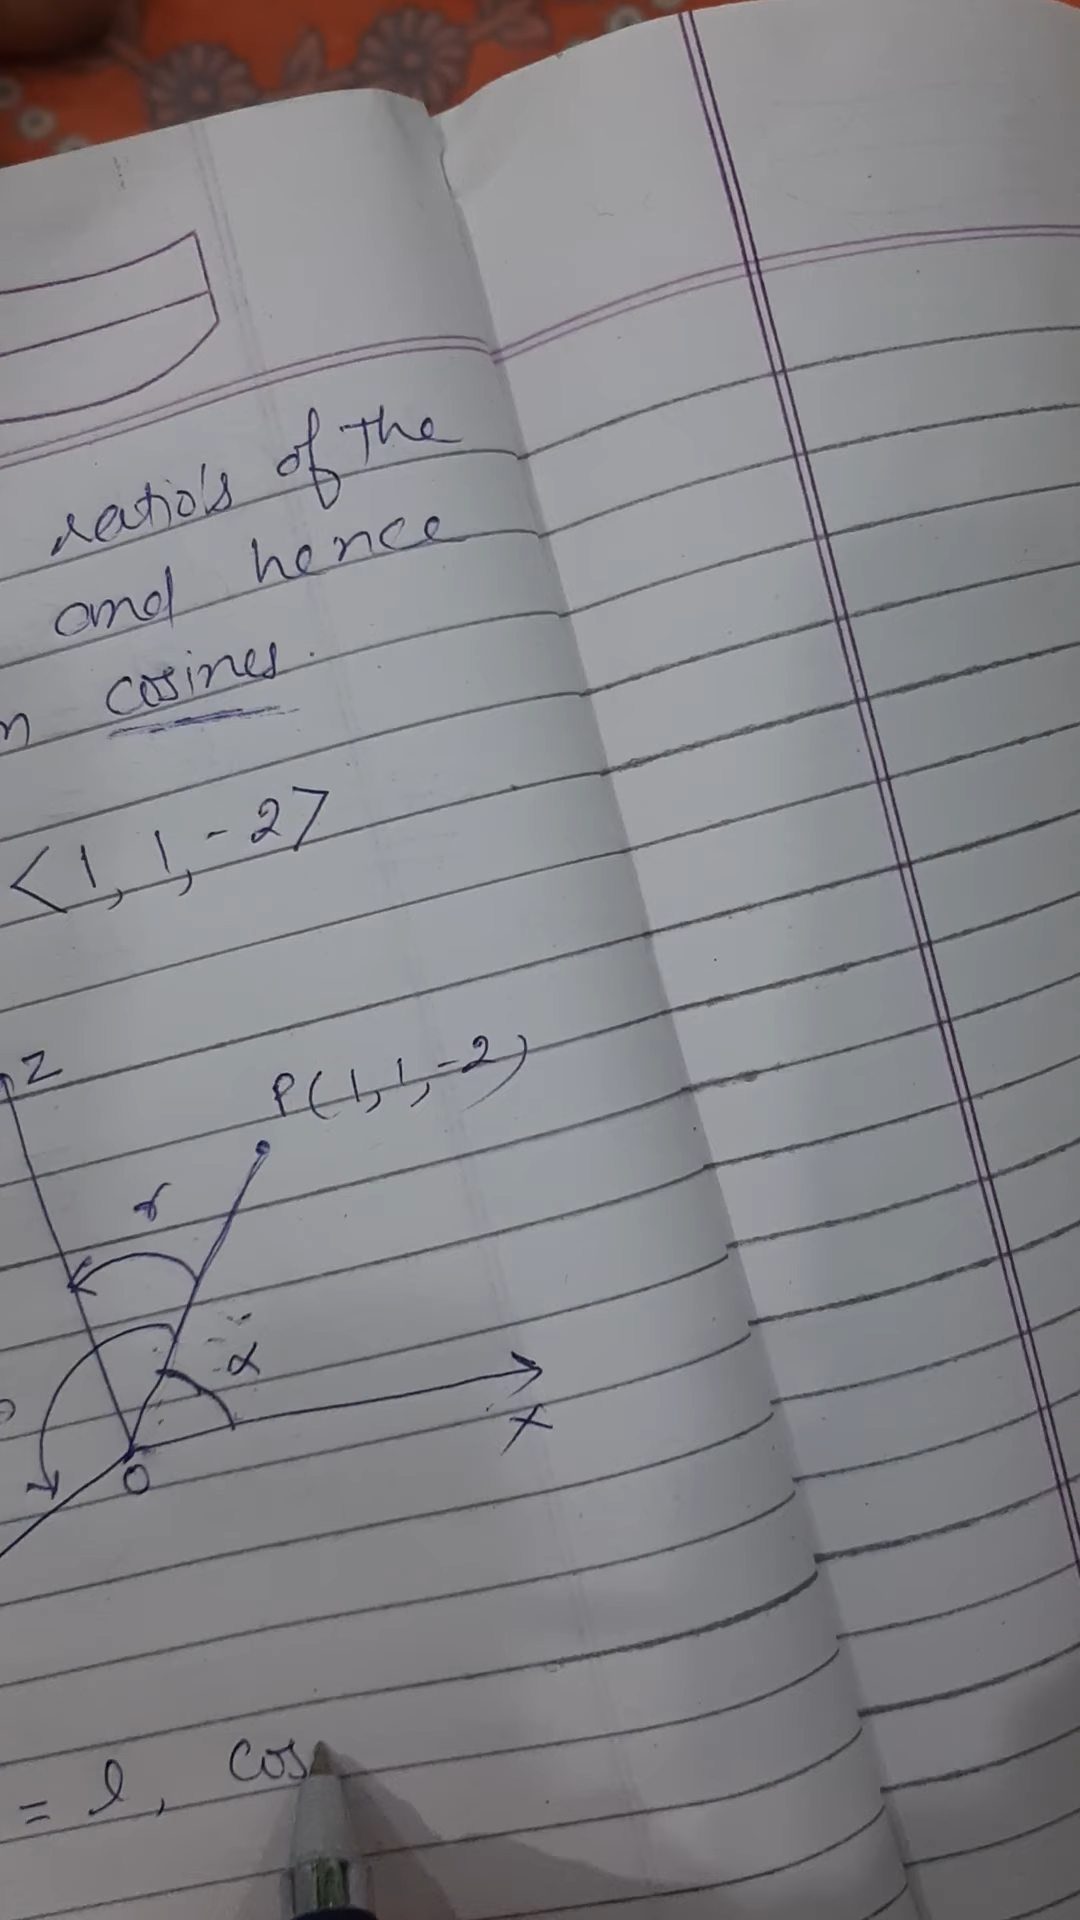 ratio's of the
and hence
n cosines.
<1, 1, -2>
Z
P(1, 1, -2)
γ
α
X
O
= l, cos